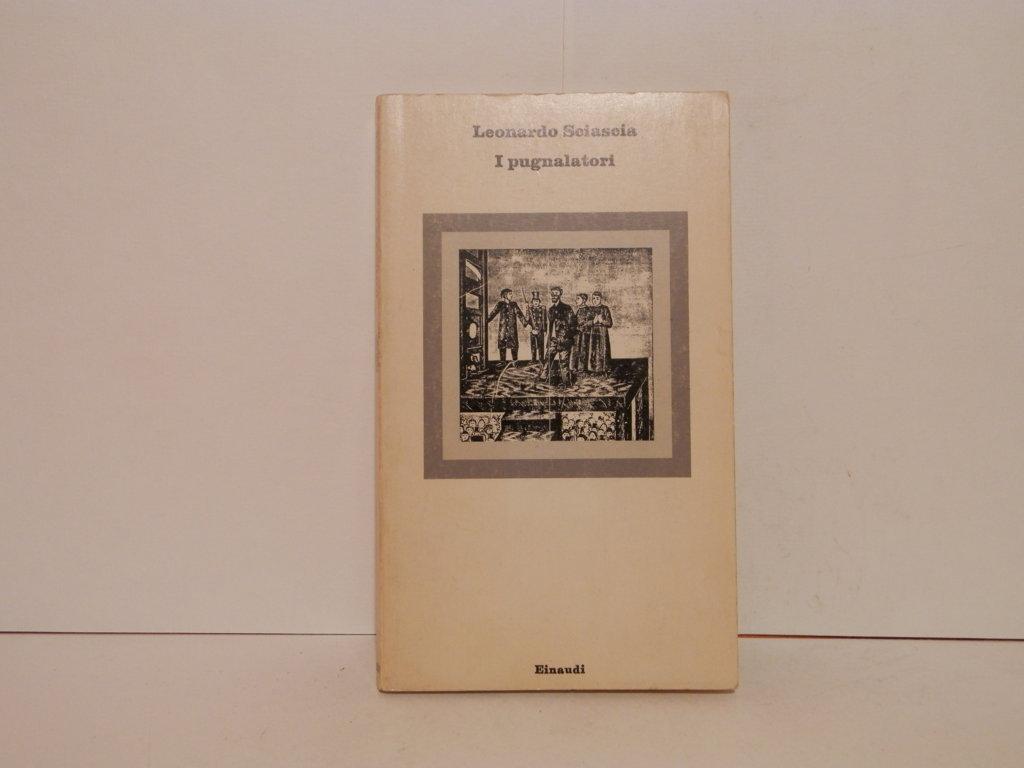 Leonardo Sciascia
I pugnalatori
Einaudi